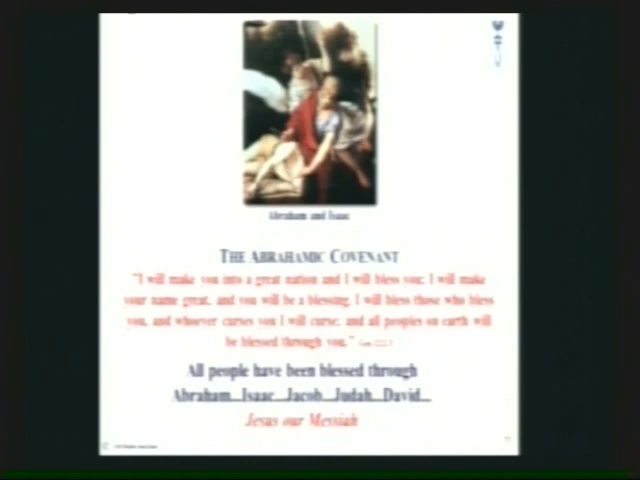 Abraham and Isaac
THE ABRAHAMIC COVENANT
"I will make you into a great nation and I will bless you; I will make
your name great, and you will be a blessing. I will bless those who bless
you, and whoever curses you I will curse; and all peoples on earth will
be blessed through you."
All people have been blessed through
Abraham...Isaac...Jacob...Judah...David...
Jesus our Messiah